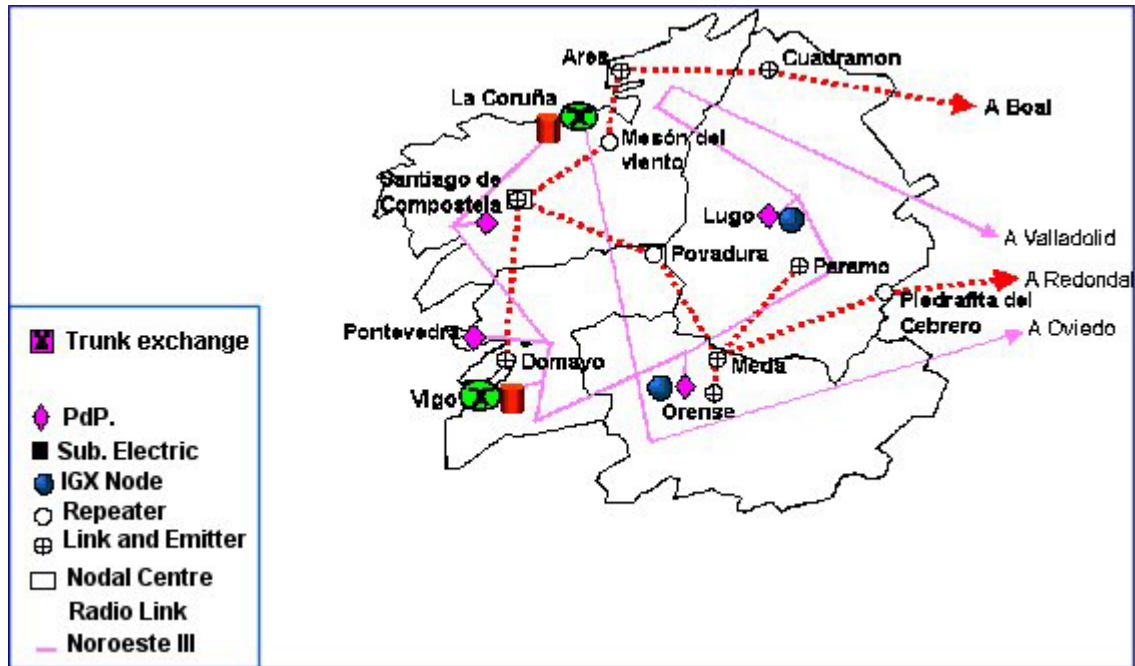 Ares
Cuadramon
La Coruña
A Boal
Mesón del
viento
Santiago de
Compostela
Lugo
A Valladolid
Povadura
Paramo
A Redondal
Piedrafita del
Cebrero
A Oviedo
Pontevedra
Domayo
Meda
Vigo
Orense
Trunk exchange
PdP.
Sub. Electric
IGX Node
Repeater
Link and Emitter
Nodal Centre
Radio Link
Noroeste III